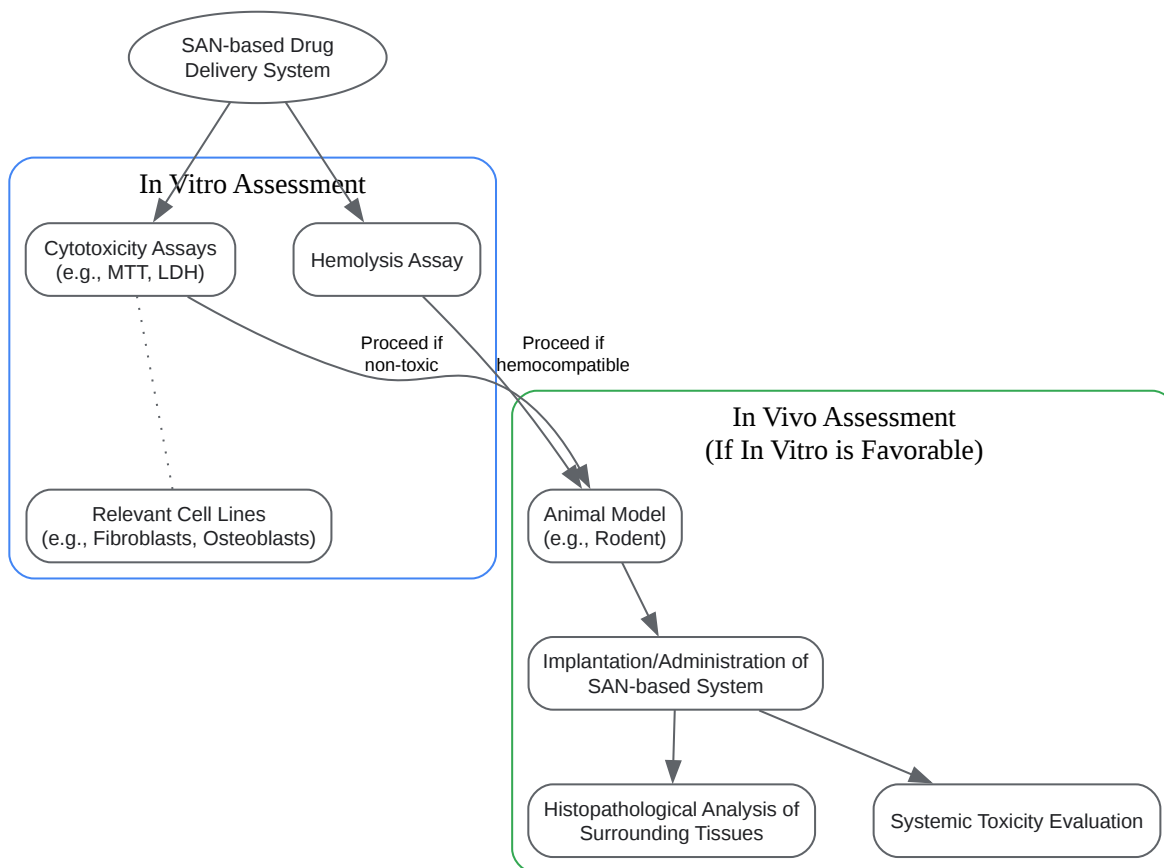 SAN-based Drug
Delivery System
In Vitro Assessment
Cytotoxicity Assays
(e.g., MTT, LDH)
Hemolysis Assay
Proceed if
non-toxic
Proceed if
hemocompatible
Relevant Cell Lines
(e.g., Fibroblasts, Osteoblasts)
In Vivo Assessment
(If In Vitro is Favorable)
Animal Model
(e.g., Rodent)
Implantation/Administration of
SAN-based System
Histopathological Analysis of
Surrounding Tissues
Systemic Toxicity Evaluation